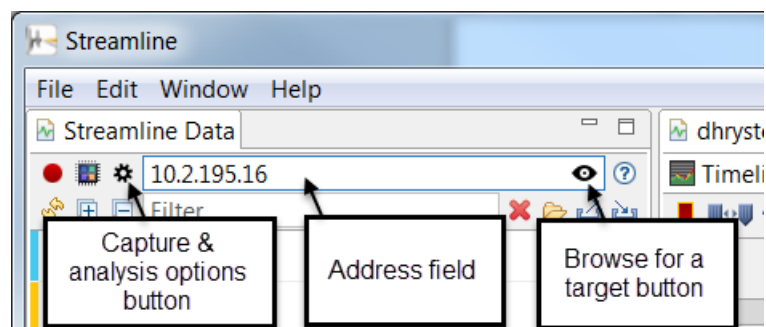 Streamline
File Edit Window Help
Streamline Data
dhryst
10.2.195.16
Timeli
Filter
Capture &
analysis options
button
Address field
Browse for a
target button